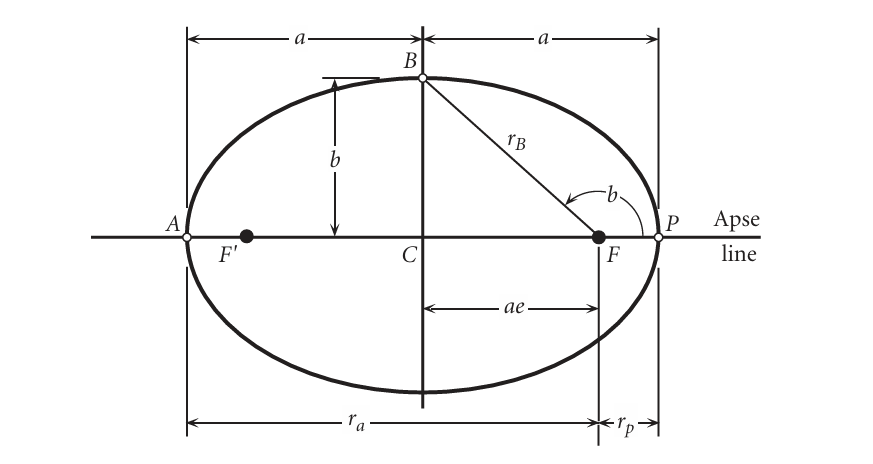 a a
B
r_B
b
b
A F' C F P Apse
line
ae
r_a r_p